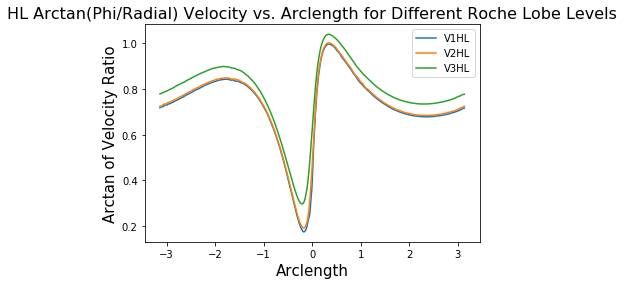 HL Arctan(Phi/Radial) Velocity vs. Arclength for Different Roche Lobe Levels
V1HL
V2HL
V3HL
1.0
0.8
0.6
0.4
0.2
Arctan of Velocity Ratio
−3
−2
−1
0
1
2
3
Arclength